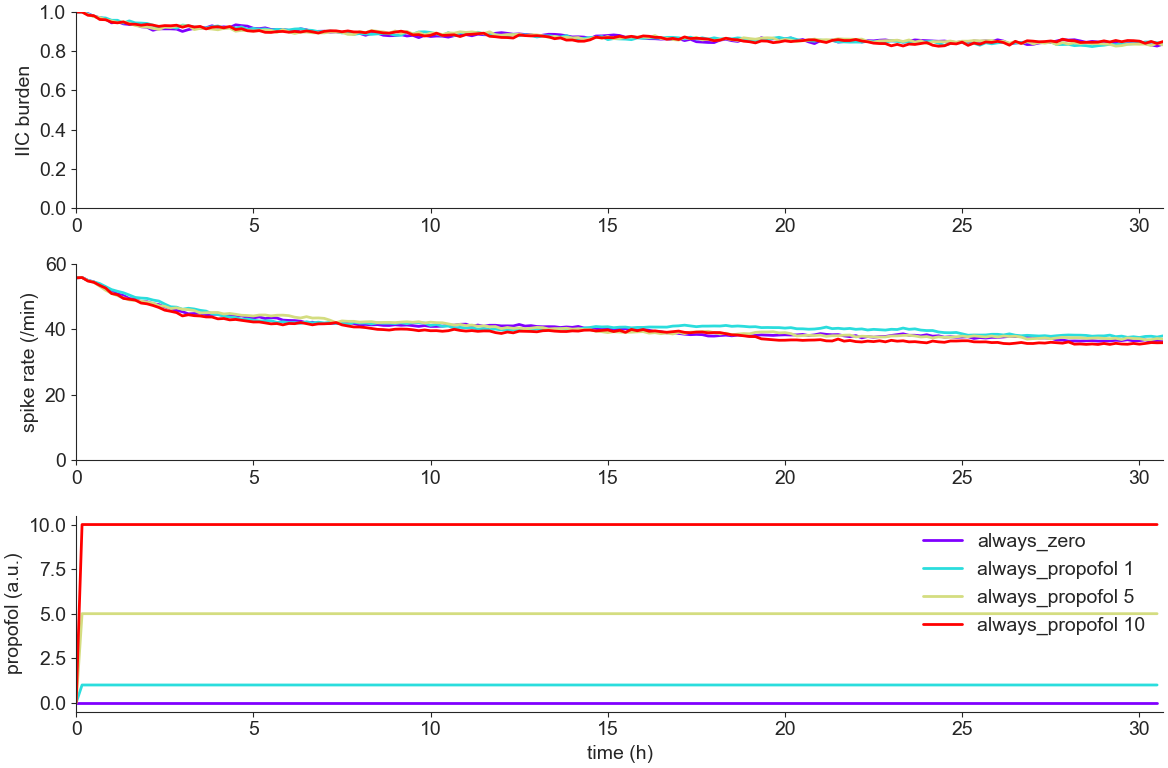 1.0
0.8
0.6
0.4
0.2
0.0
IIC burden
0 5 10 15 20 25 30
60
40
20
0
spike rate (/min)
0 5 10 15 20 25 30
10.0
7.5
5.0
2.5
0.0
propofol (a.u.)
always_zero
always_propofol 1
always_propofol 5
always_propofol 10
0 5 10 15 20 25 30
time (h)